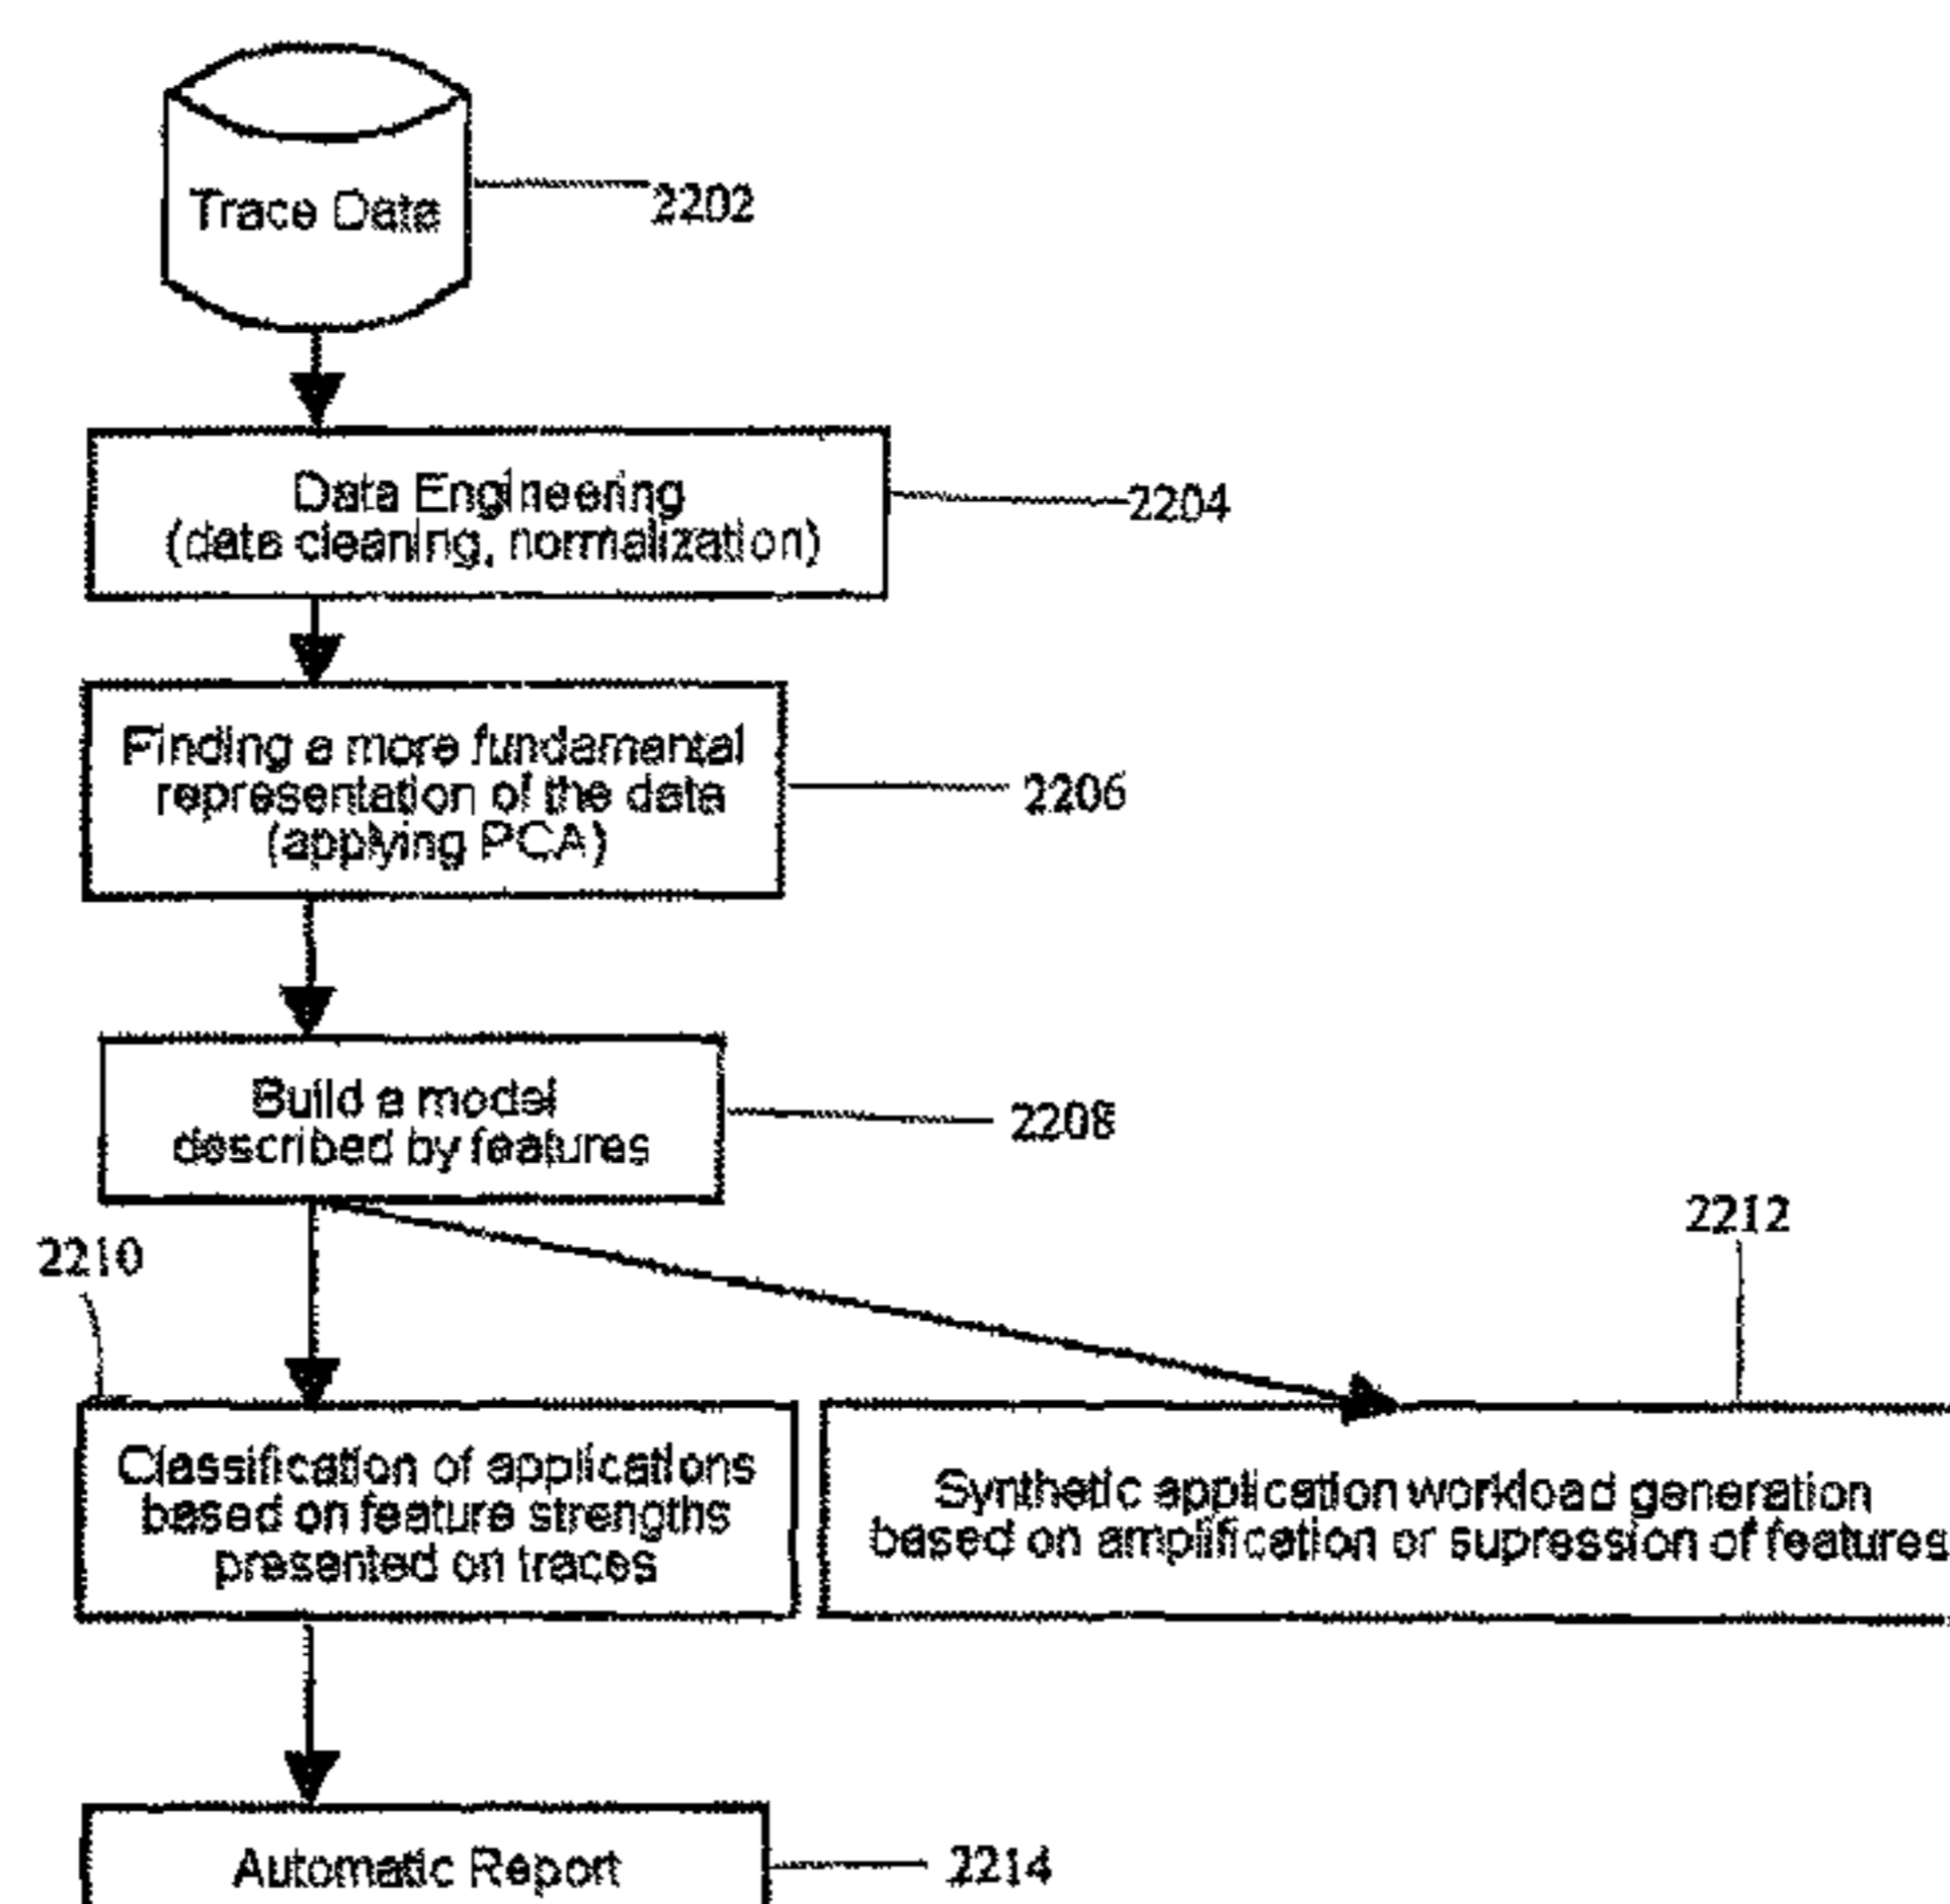 Trace Data
2202
Data Engineering
(data cleaning, normalization)
2204
Finding a more fundamental
representation of the data
(applying PCA)
2206
Build a model
described by features
2208
2210
2212
Classification of applications
based on feature strengths
presented on traces
Synthetic application workload generation
based on amplification or supression of features
Automatic Report
2214